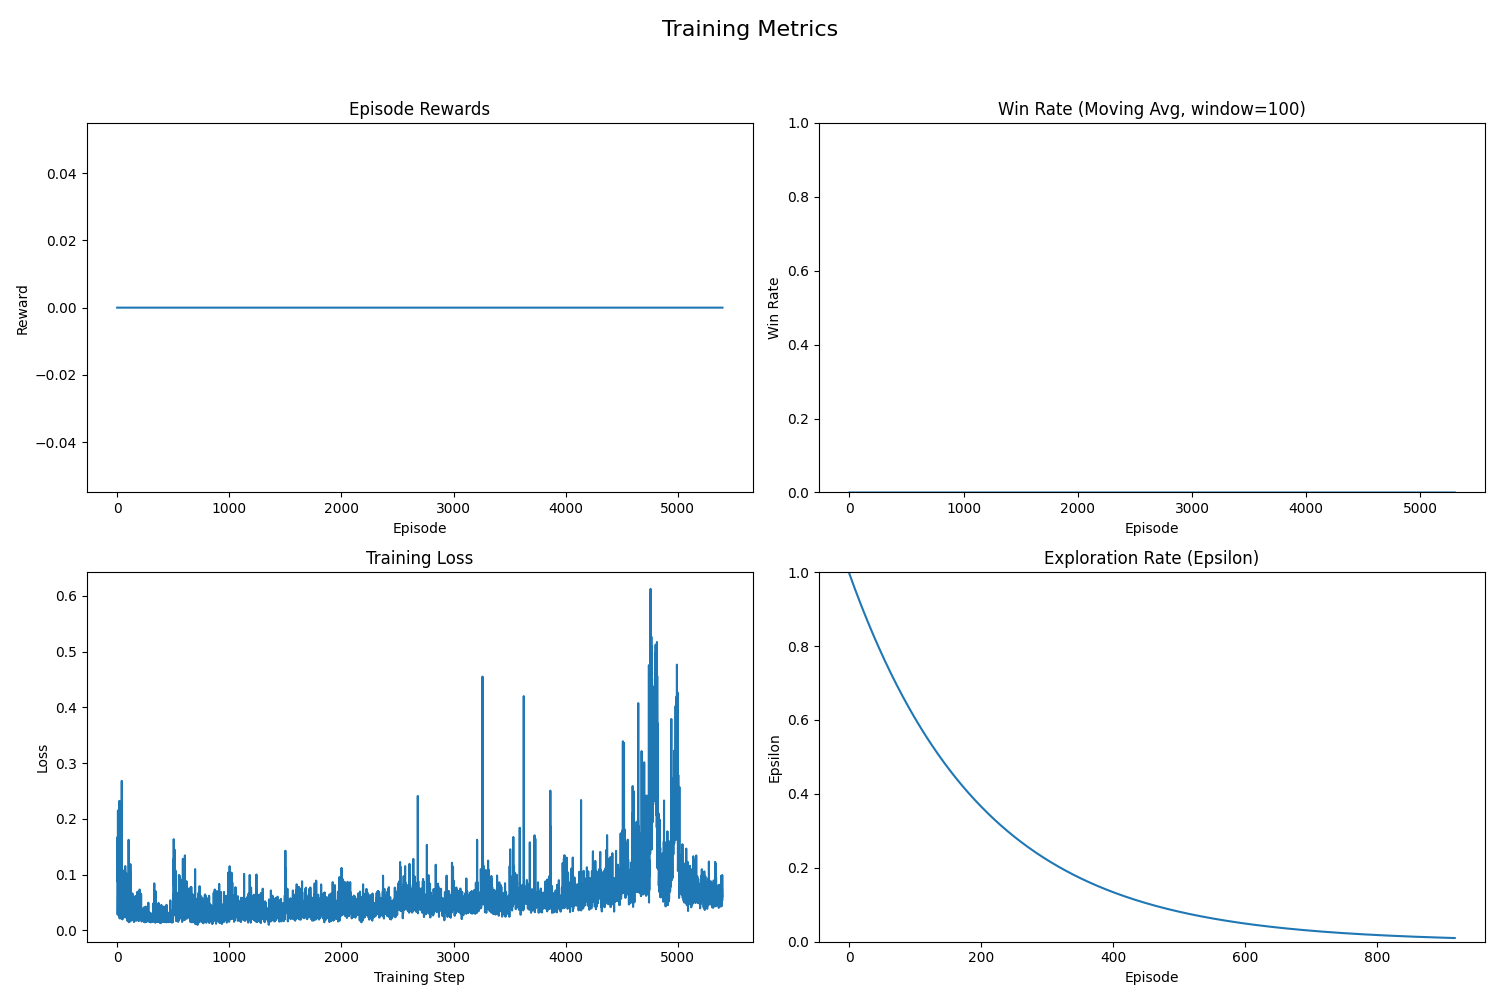 Training Metrics
Episode Rewards
0.04
0.02
0.00
−0.02
−0.04
Reward
0 1000 2000 3000 4000 5000
Episode
Win Rate (Moving Avg, window=100)
1.0
0.8
0.6
0.4
0.2
0.0
Win Rate
0 1000 2000 3000 4000 5000
Episode
Training Loss
0.6
0.5
0.4
0.3
0.2
0.1
0.0
Loss
0 1000 2000 3000 4000 5000
Training Step
Exploration Rate (Epsilon)
1.0
0.8
0.6
0.4
0.2
0.0
Epsilon
0 200 400 600 800
Episode